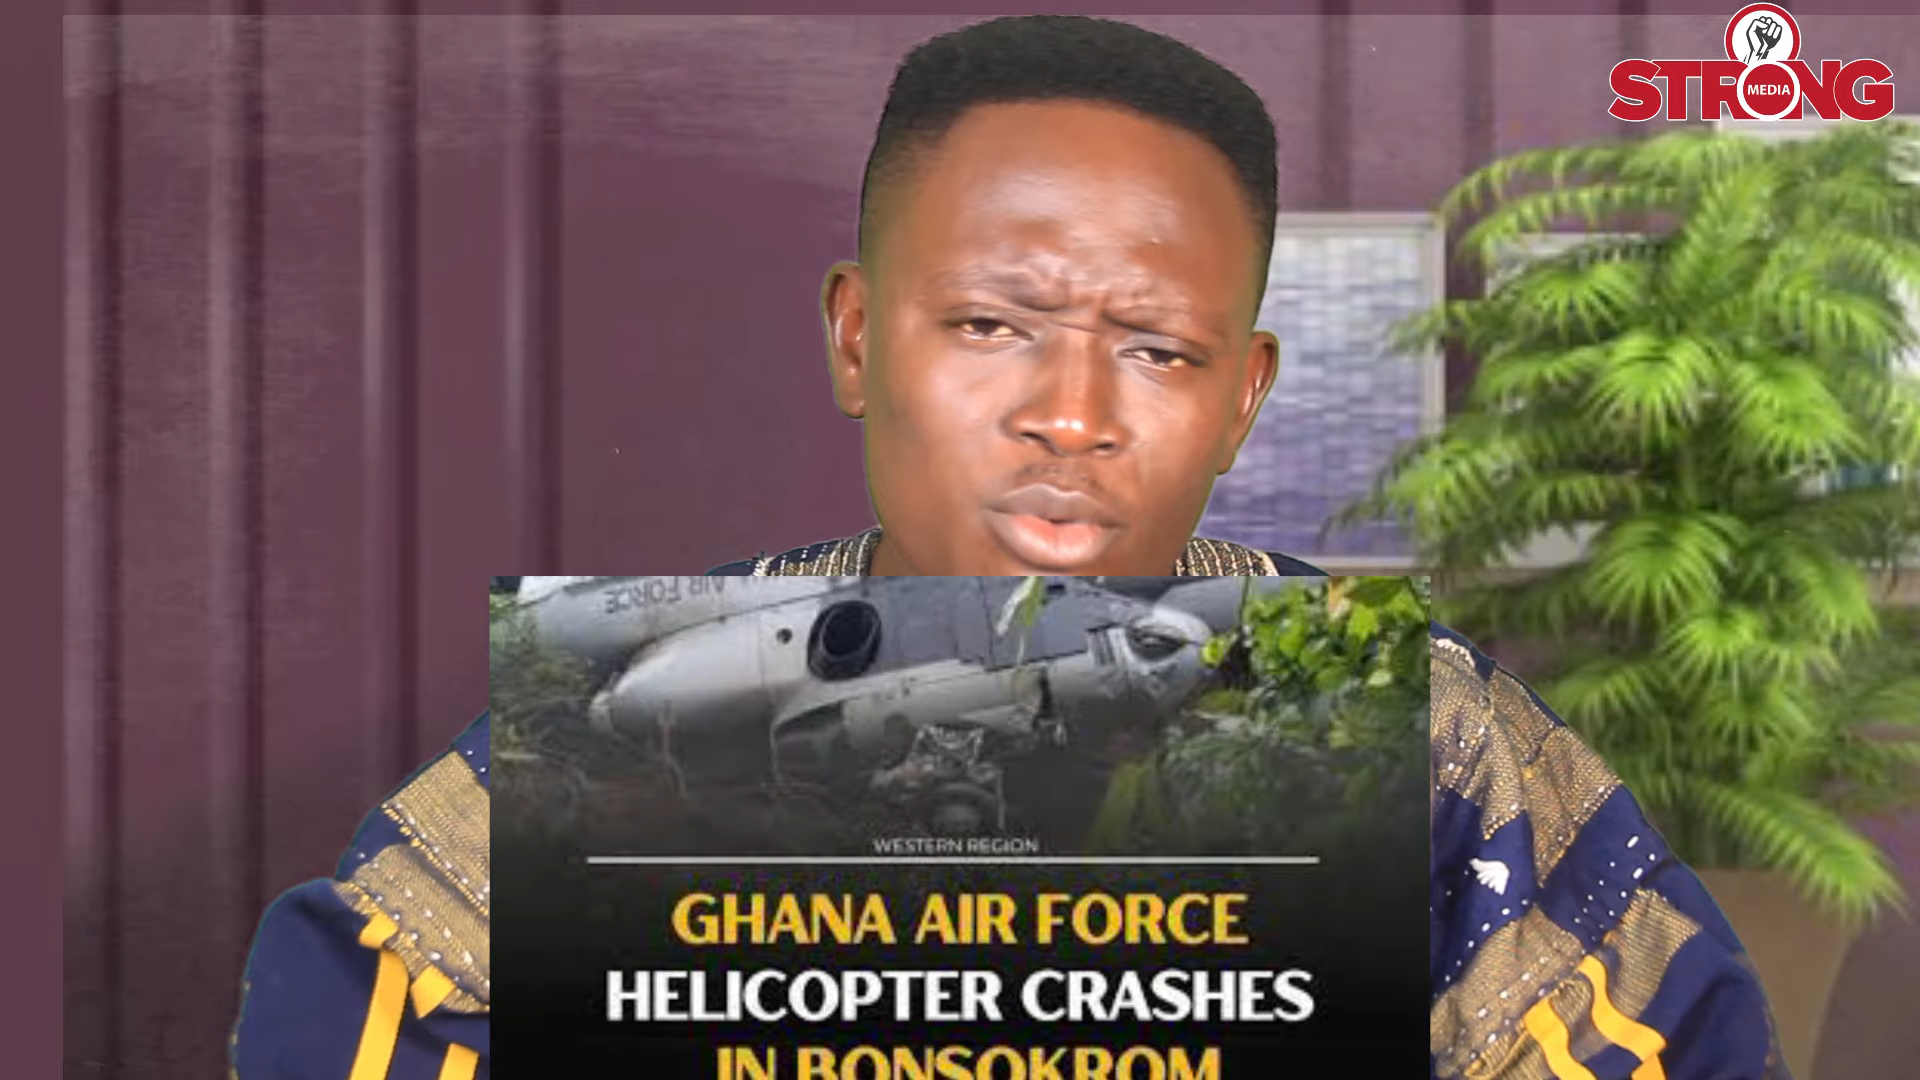 STRONG
MEDIA
AIR FORCE
WESTERN REGION
GHANA AIR FORCE
HELICOPTER CRASHES
IN BONSOKROM